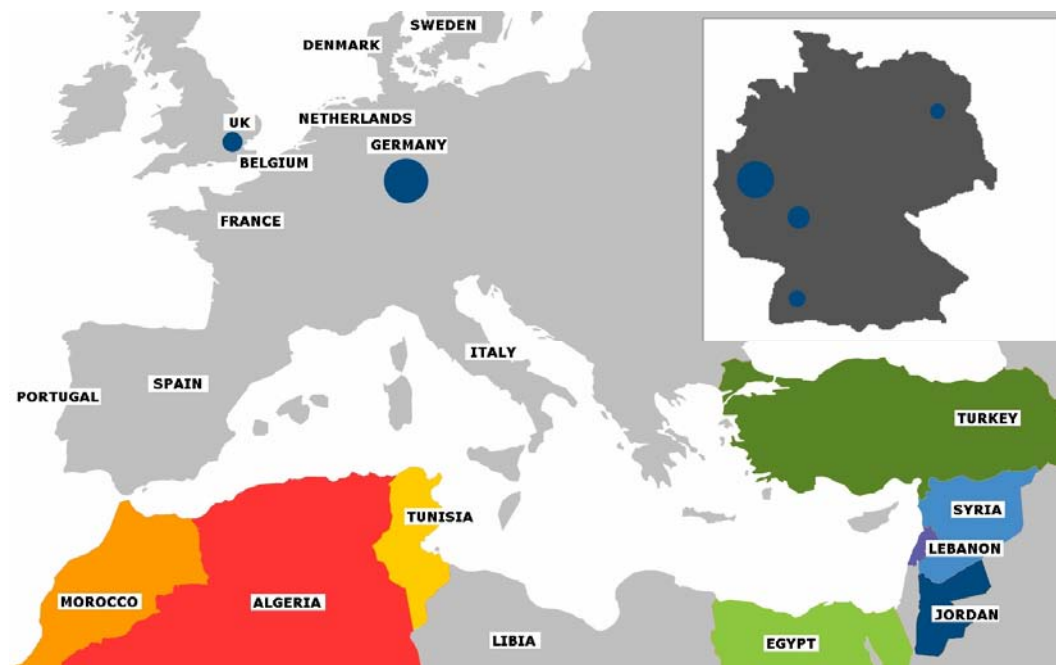 SWEDEN
DENMARK
UK
NETHERLANDS
GERMANY
BELGIUM
FRANCE
ITALY
SPAIN
PORTUGAL
TURKEY
SYRIA
TUNISIA
LEBANON
MOROCCO
ALGERIA
JORDAN
LIBIA
EGYPT